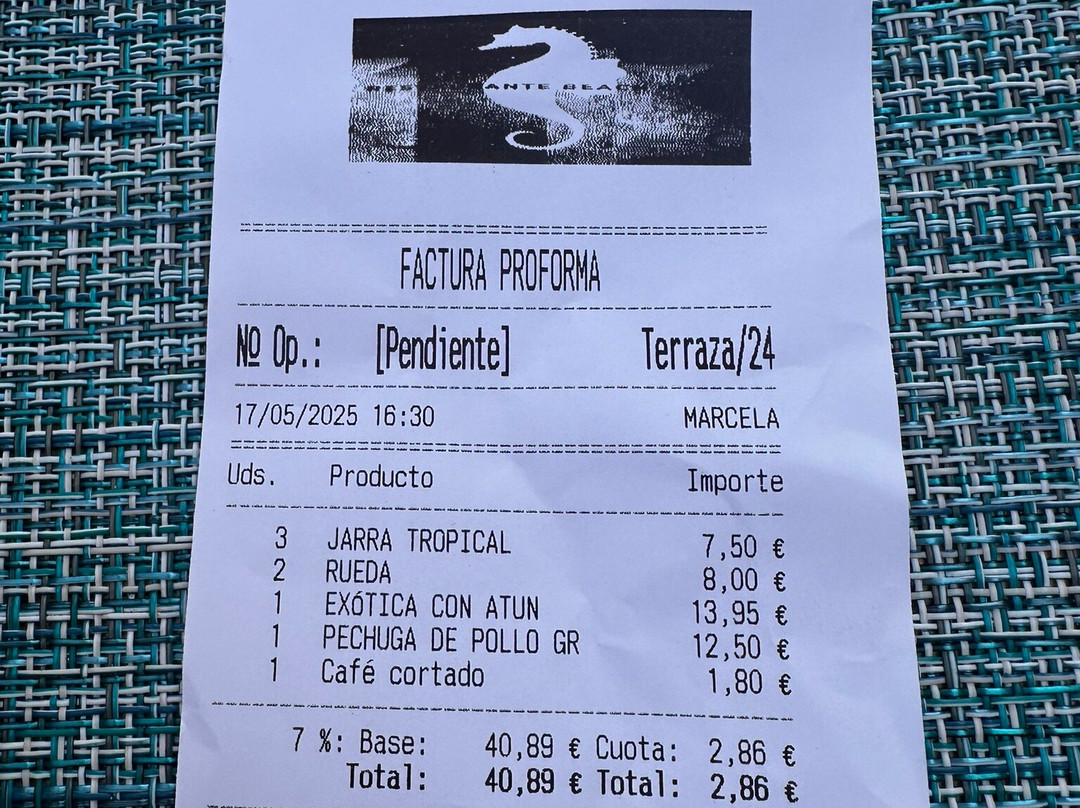 ANTE BEACH
FACTURA PROFORMA
Nº Op.: [Pendiente] Terraza/24
17/05/2025 16:30 MARCELA
Uds. Producto Importe
3 JARRA TROPICAL 7,50 €
2 RUEDA 8,00 €
1 EXóTICA CON ATUN 13,95 €
1 PECHUGA DE POLLO GR 12,50 €
1 Café cortado 1,80 €
7 %: Base: 40,89 € Cuota: 2,86 €
Total: 40,89 € Total: 2,86 €